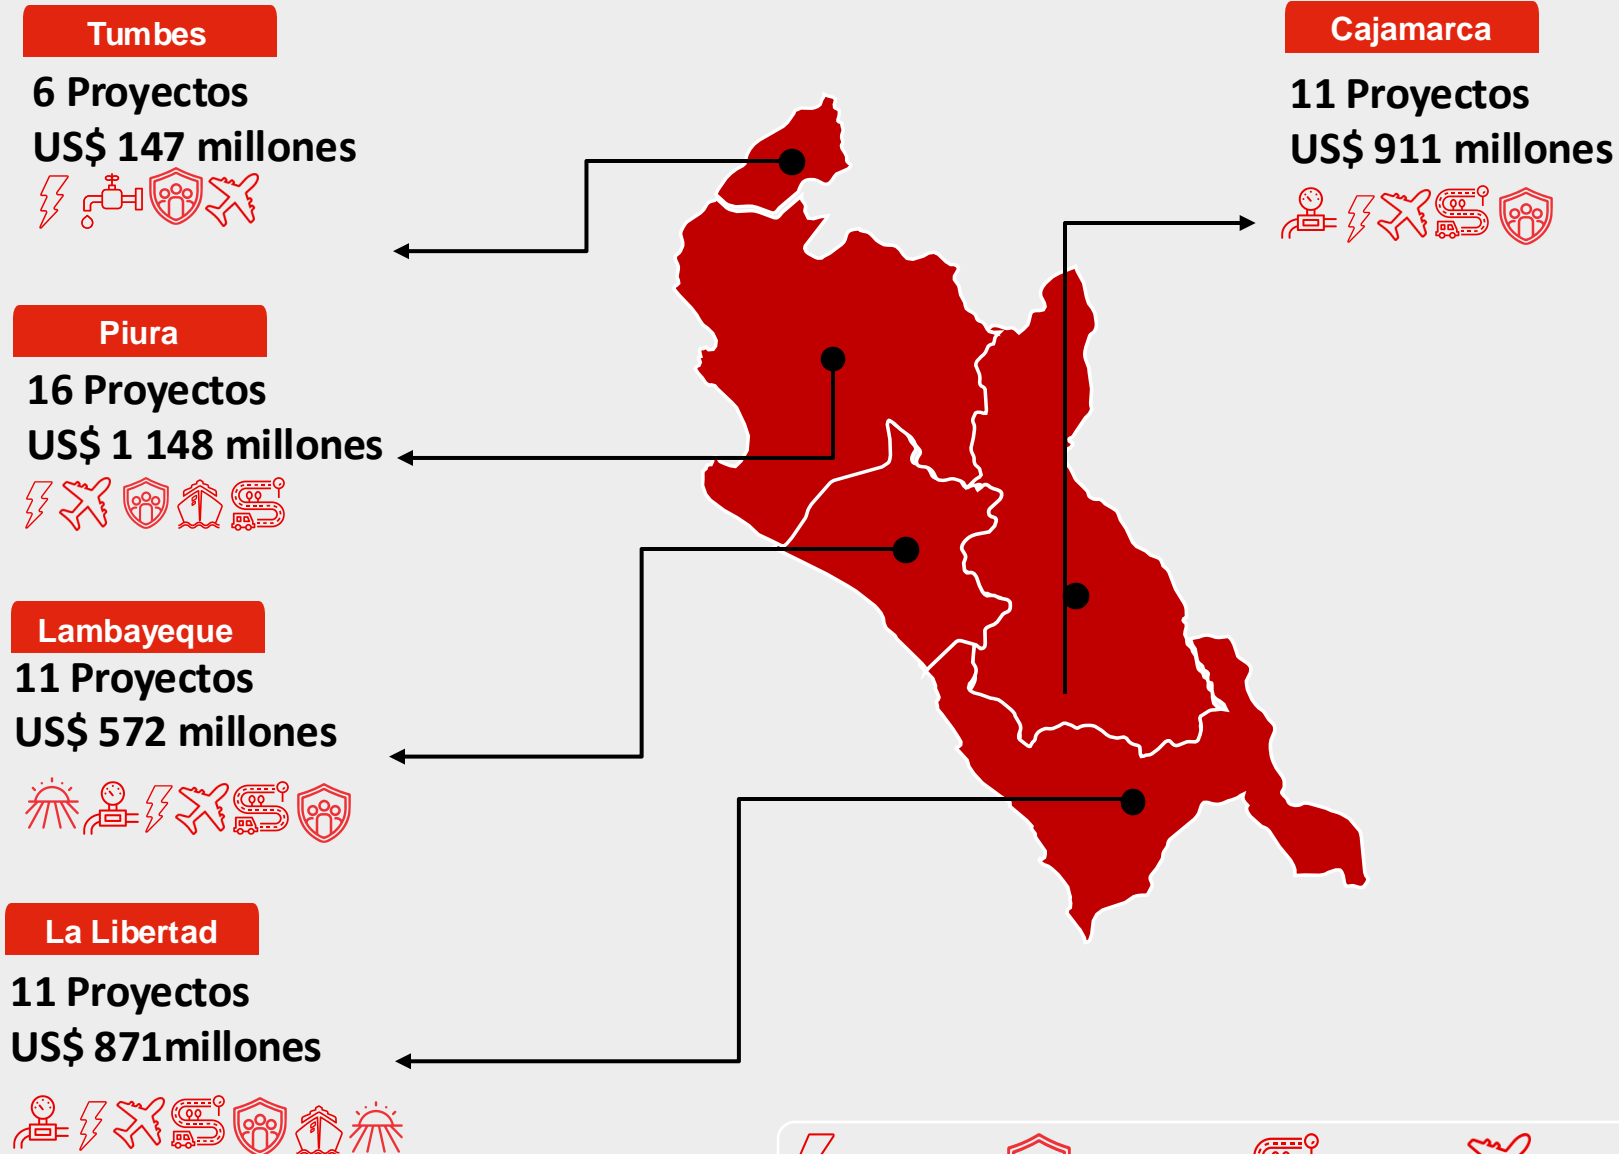 Tumbes
6 Proyectos
US$ 147 millones
Cajamarca
11 Proyectos
US$ 911 millones
Piura
16 Proyectos
US$ 1 148 millones
Lambayeque
11 Proyectos
US$ 572 millones
La Libertad
11 Proyectos
US$ 871millones